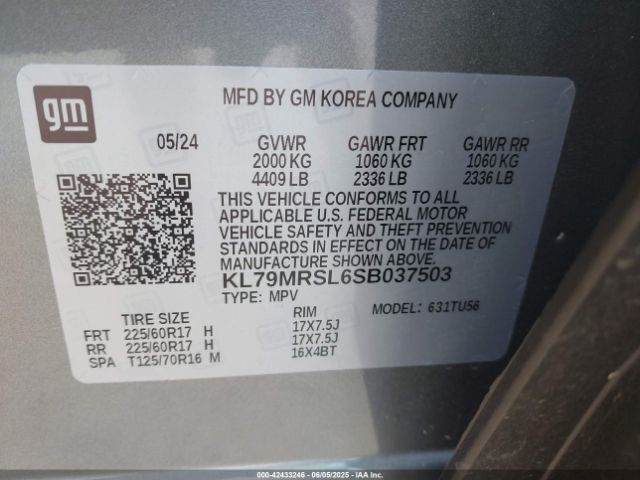 gm
MFD BY GM KOREA COMPANY
05/24 GVWR GAWR FRT GAWR RR
2000 KG 1060 KG 1060 KG
4409 LB 2336 LB 2336 LB
THIS VEHICLE CONFORMS TO ALL
APPLICABLE U.S. FEDERAL MOTOR
VEHICLE SAFETY AND THEFT PREVENTION
STANDARDS IN EFFECT ON THE DATE OF
MANUFACTURE SHOWN ABOVE.
KL79MRSL6SB037503
TYPE: MPV MODEL: 631TU56
TIRE SIZE RIM
FRT 225/60R17 H 17X7.5J
RR 225/60R17 H 17X7.5J
SPA T125/70R16 M 16X4BT
000-42433246 - 06/05/2025 - IAA Inc.